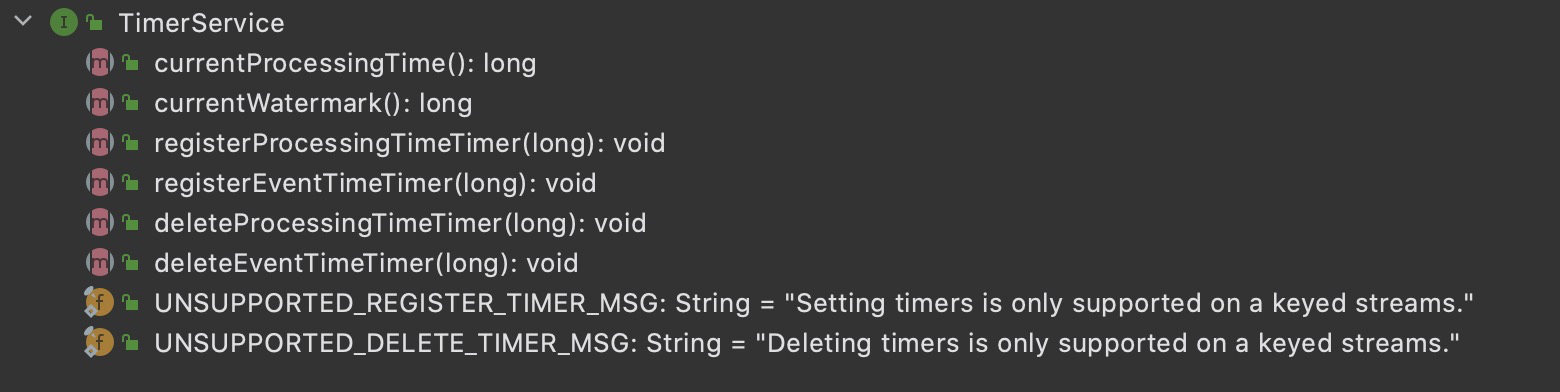 TimerService
currentProcessingTime(): long
currentWatermark(): long
registerProcessingTimeTimer(long): void
registerEventTimeTimer(long): void
deleteProcessingTimeTimer(long): void
deleteEventTimeTimer(long): void
UNSUPPORTED_REGISTER_TIMER_MSG: String = "Setting timers is only supported on a keyed streams."
UNSUPPORTED_DELETE_TIMER_MSG: String = "Deleting timers is only supported on a keyed streams."